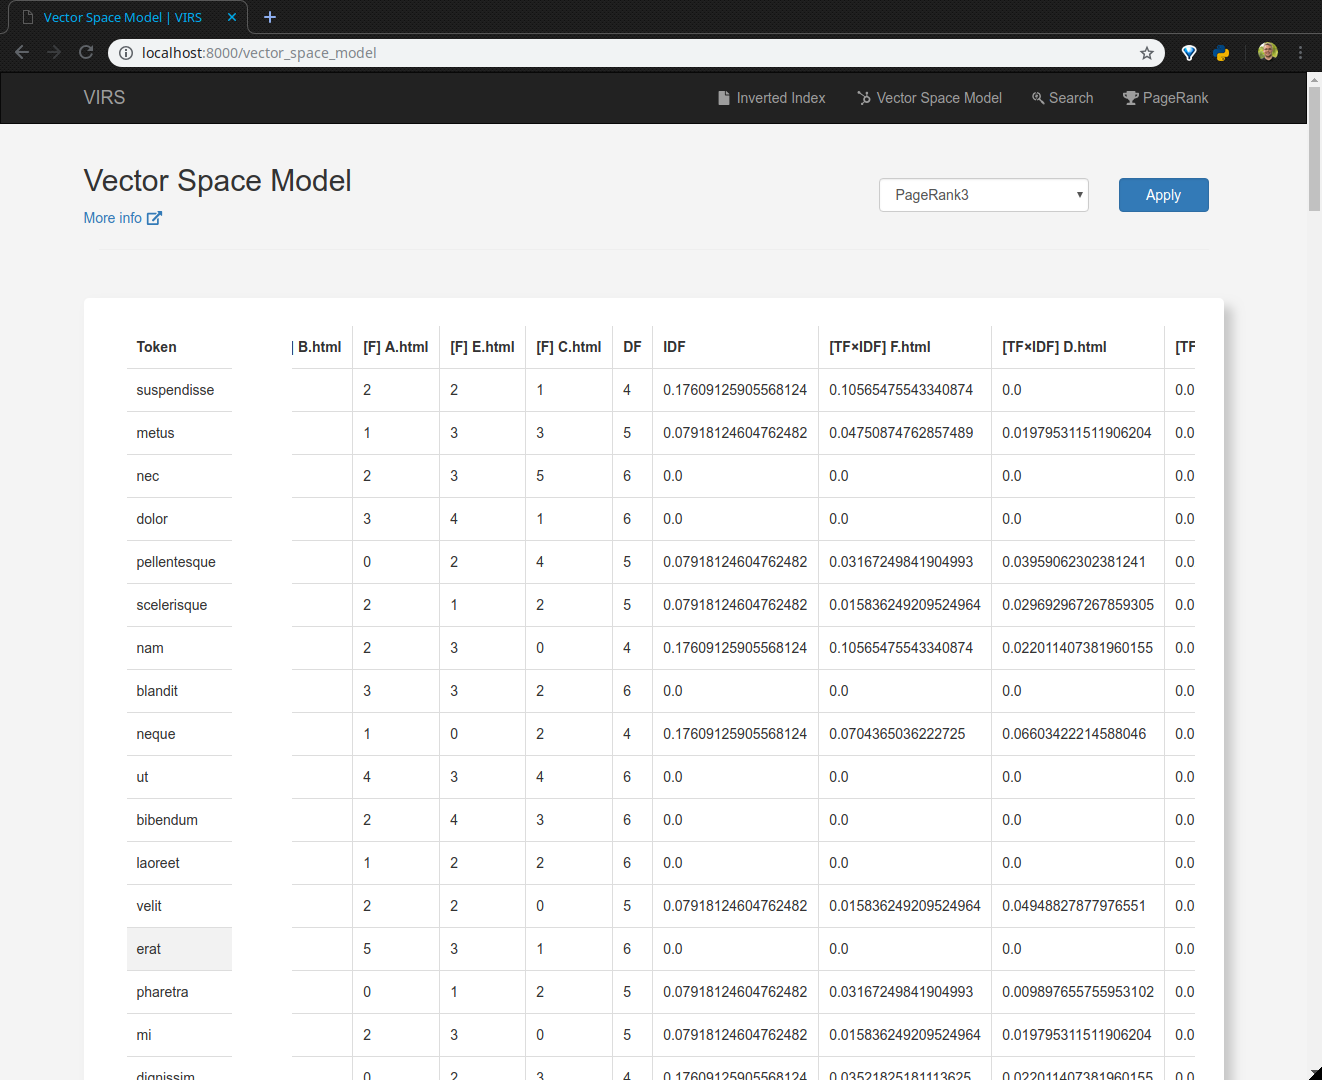 Vector Space Model | VIRS
localhost:8000/vector_space_model
VIRS Inverted Index Vector Space Model Search PageRank
Vector Space Model
PageRank3 Apply
More info
Token B.html [F] A.html [F] E.html [F] C.html DF IDF [TF×IDF] F.html [TF×IDF] D.html [TF
suspendisse 2 2 1 4 0.17609125905568124 0.10565475543340874 0.0 0.0
metus 1 3 3 5 0.07918124604762482 0.04750874762857489 0.019795311511906204 0.0
nec 2 3 5 6 0.0 0.0 0.0 0.0
dolor 3 4 1 6 0.0 0.0 0.0 0.0
pellentesque 0 2 4 5 0.07918124604762482 0.03167249841904993 0.03959062302381241 0.0
scelerisque 2 1 2 5 0.07918124604762482 0.015836249209524964 0.029692967267859305 0.0
nam 2 3 0 4 0.17609125905568124 0.10565475543340874 0.022011407381960155 0.0
blandit 3 3 2 6 0.0 0.0 0.0 0.0
neque 1 0 2 4 0.17609125905568124 0.0704365036222725 0.06603422214588046 0.0
ut 4 3 4 6 0.0 0.0 0.0 0.0
bibendum 2 4 3 6 0.0 0.0 0.0 0.0
laoreet 1 2 2 6 0.0 0.0 0.0 0.0
velit 2 2 0 5 0.07918124604762482 0.015836249209524964 0.04948827877976551 0.0
erat 5 3 1 6 0.0 0.0 0.0 0.0
pharetra 0 1 2 5 0.07918124604762482 0.03167249841904993 0.009897655755953102 0.0
mi 2 3 0 5 0.07918124604762482 0.015836249209524964 0.019795311511906204 0.0
dignissim 0 2 3 4 0.17609125905568124 0.03521825181113625 0.022011407381960155 0.0